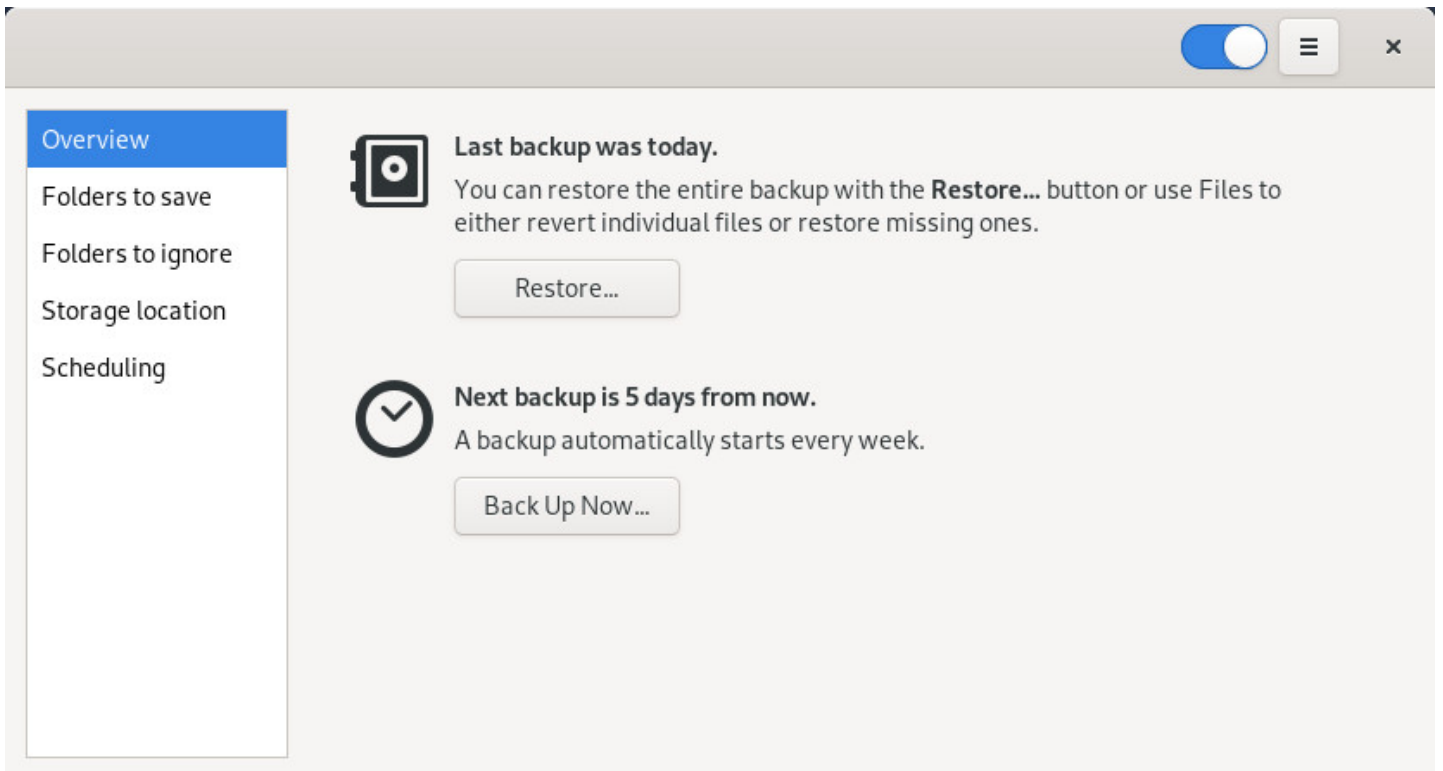 Overview
Folders to save
Folders to ignore
Storage location
Scheduling
Last backup was today.
You can restore the entire backup with the Restore… button or use Files to
either revert individual files or restore missing ones.
Restore…
Next backup is 5 days from now.
A backup automatically starts every week.
Back Up Now…